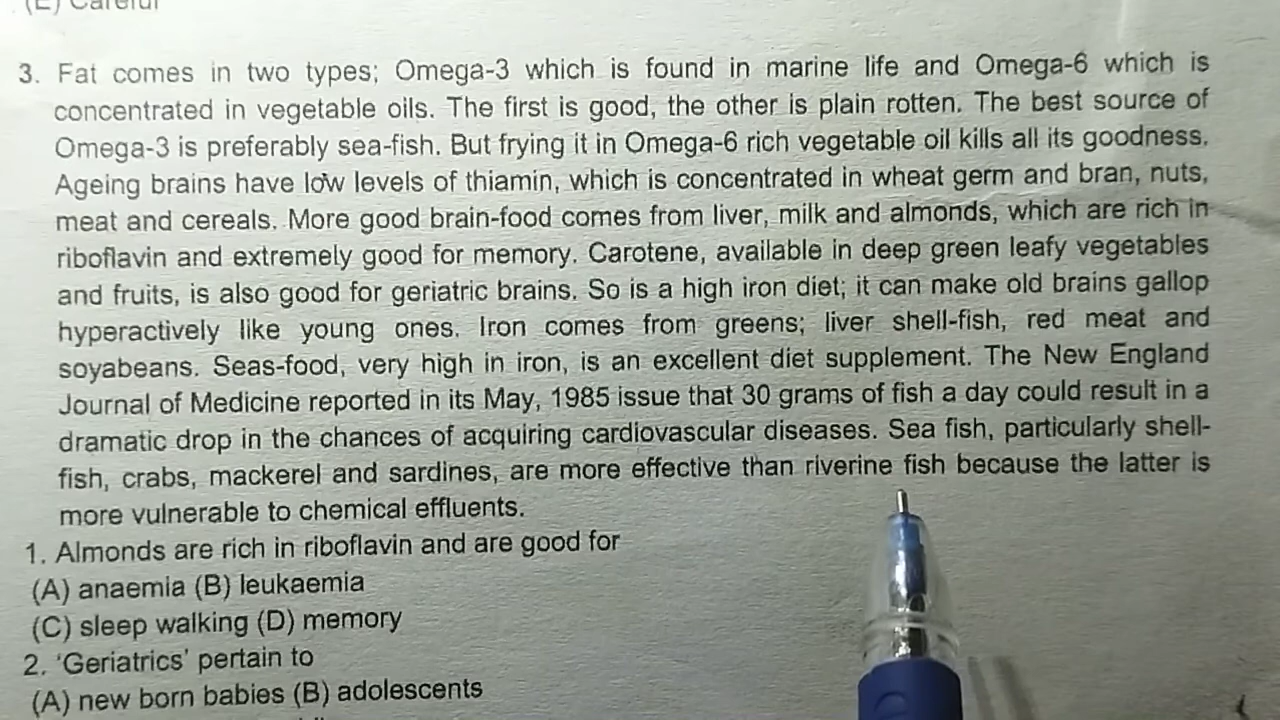 (E) Careful
3. Fat comes in two types; Omega-3 which is found in marine life and Omega-6 which is
concentrated in vegetable oils. The first is good, the other is plain rotten. The best source of
Omega-3 is preferably sea-fish. But frying it in Omega-6 rich vegetable oil kills all its goodness.
Ageing brains have low levels of thiamin, which is concentrated in wheat germ and bran, nuts,
meat and cereals. More good brain-food comes from liver, milk and almonds, which are rich in
riboflavin and extremely good for memory. Carotene, available in deep green leafy vegetables
and fruits, is also good for geriatric brains. So is a high iron diet; it can make old brains gallop
hyperactively like young ones. Iron comes from greens; liver shell-fish, red meat and
soyabeans. Seas-food, very high in iron, is an excellent diet supplement. The New England
Journal of Medicine reported in its May, 1985 issue that 30 grams of fish a day could result in a
dramatic drop in the chances of acquiring cardiovascular diseases. Sea fish, particularly shell-
fish, crabs, mackerel and sardines, are more effective than riverine fish because the latter is
more vulnerable to chemical effluents.
1. Almonds are rich in riboflavin and are good for
(A) anaemia (B) leukaemia
(C) sleep walking (D) memory
2. 'Geriatrics' pertain to
(A) new born babies (B) adolescents